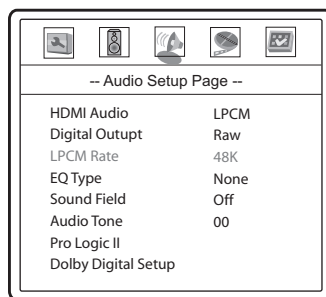 -- Audio Setup Page --
HDMI Audio LPCM
Digital Outupt Raw
LPCM Rate 48K
EQ Type None
Sound Field Off
Audio Tone 00
Pro Logic II
Dolby Digital Setup